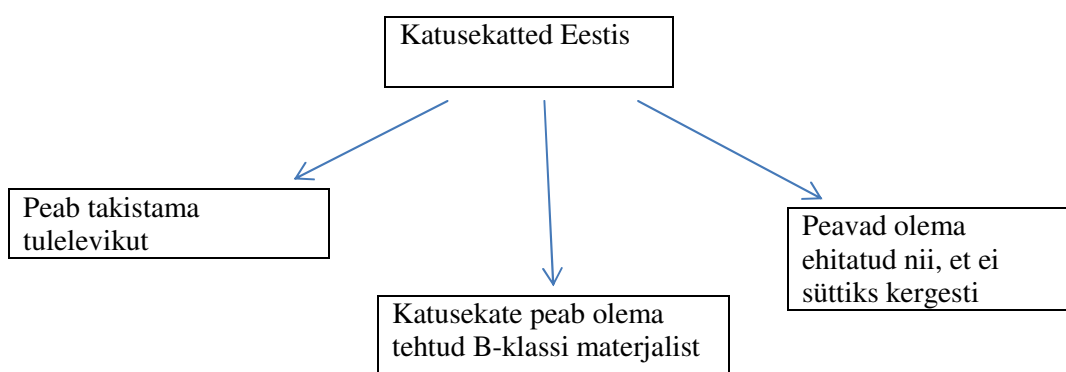 Katusekatted Eestis
Peab takistama
tulelevikut
Katusekate peab olema
tehtud B-klassi materjalist
Peavad olema
ehitatud nii, et ei
süttiks kergesti